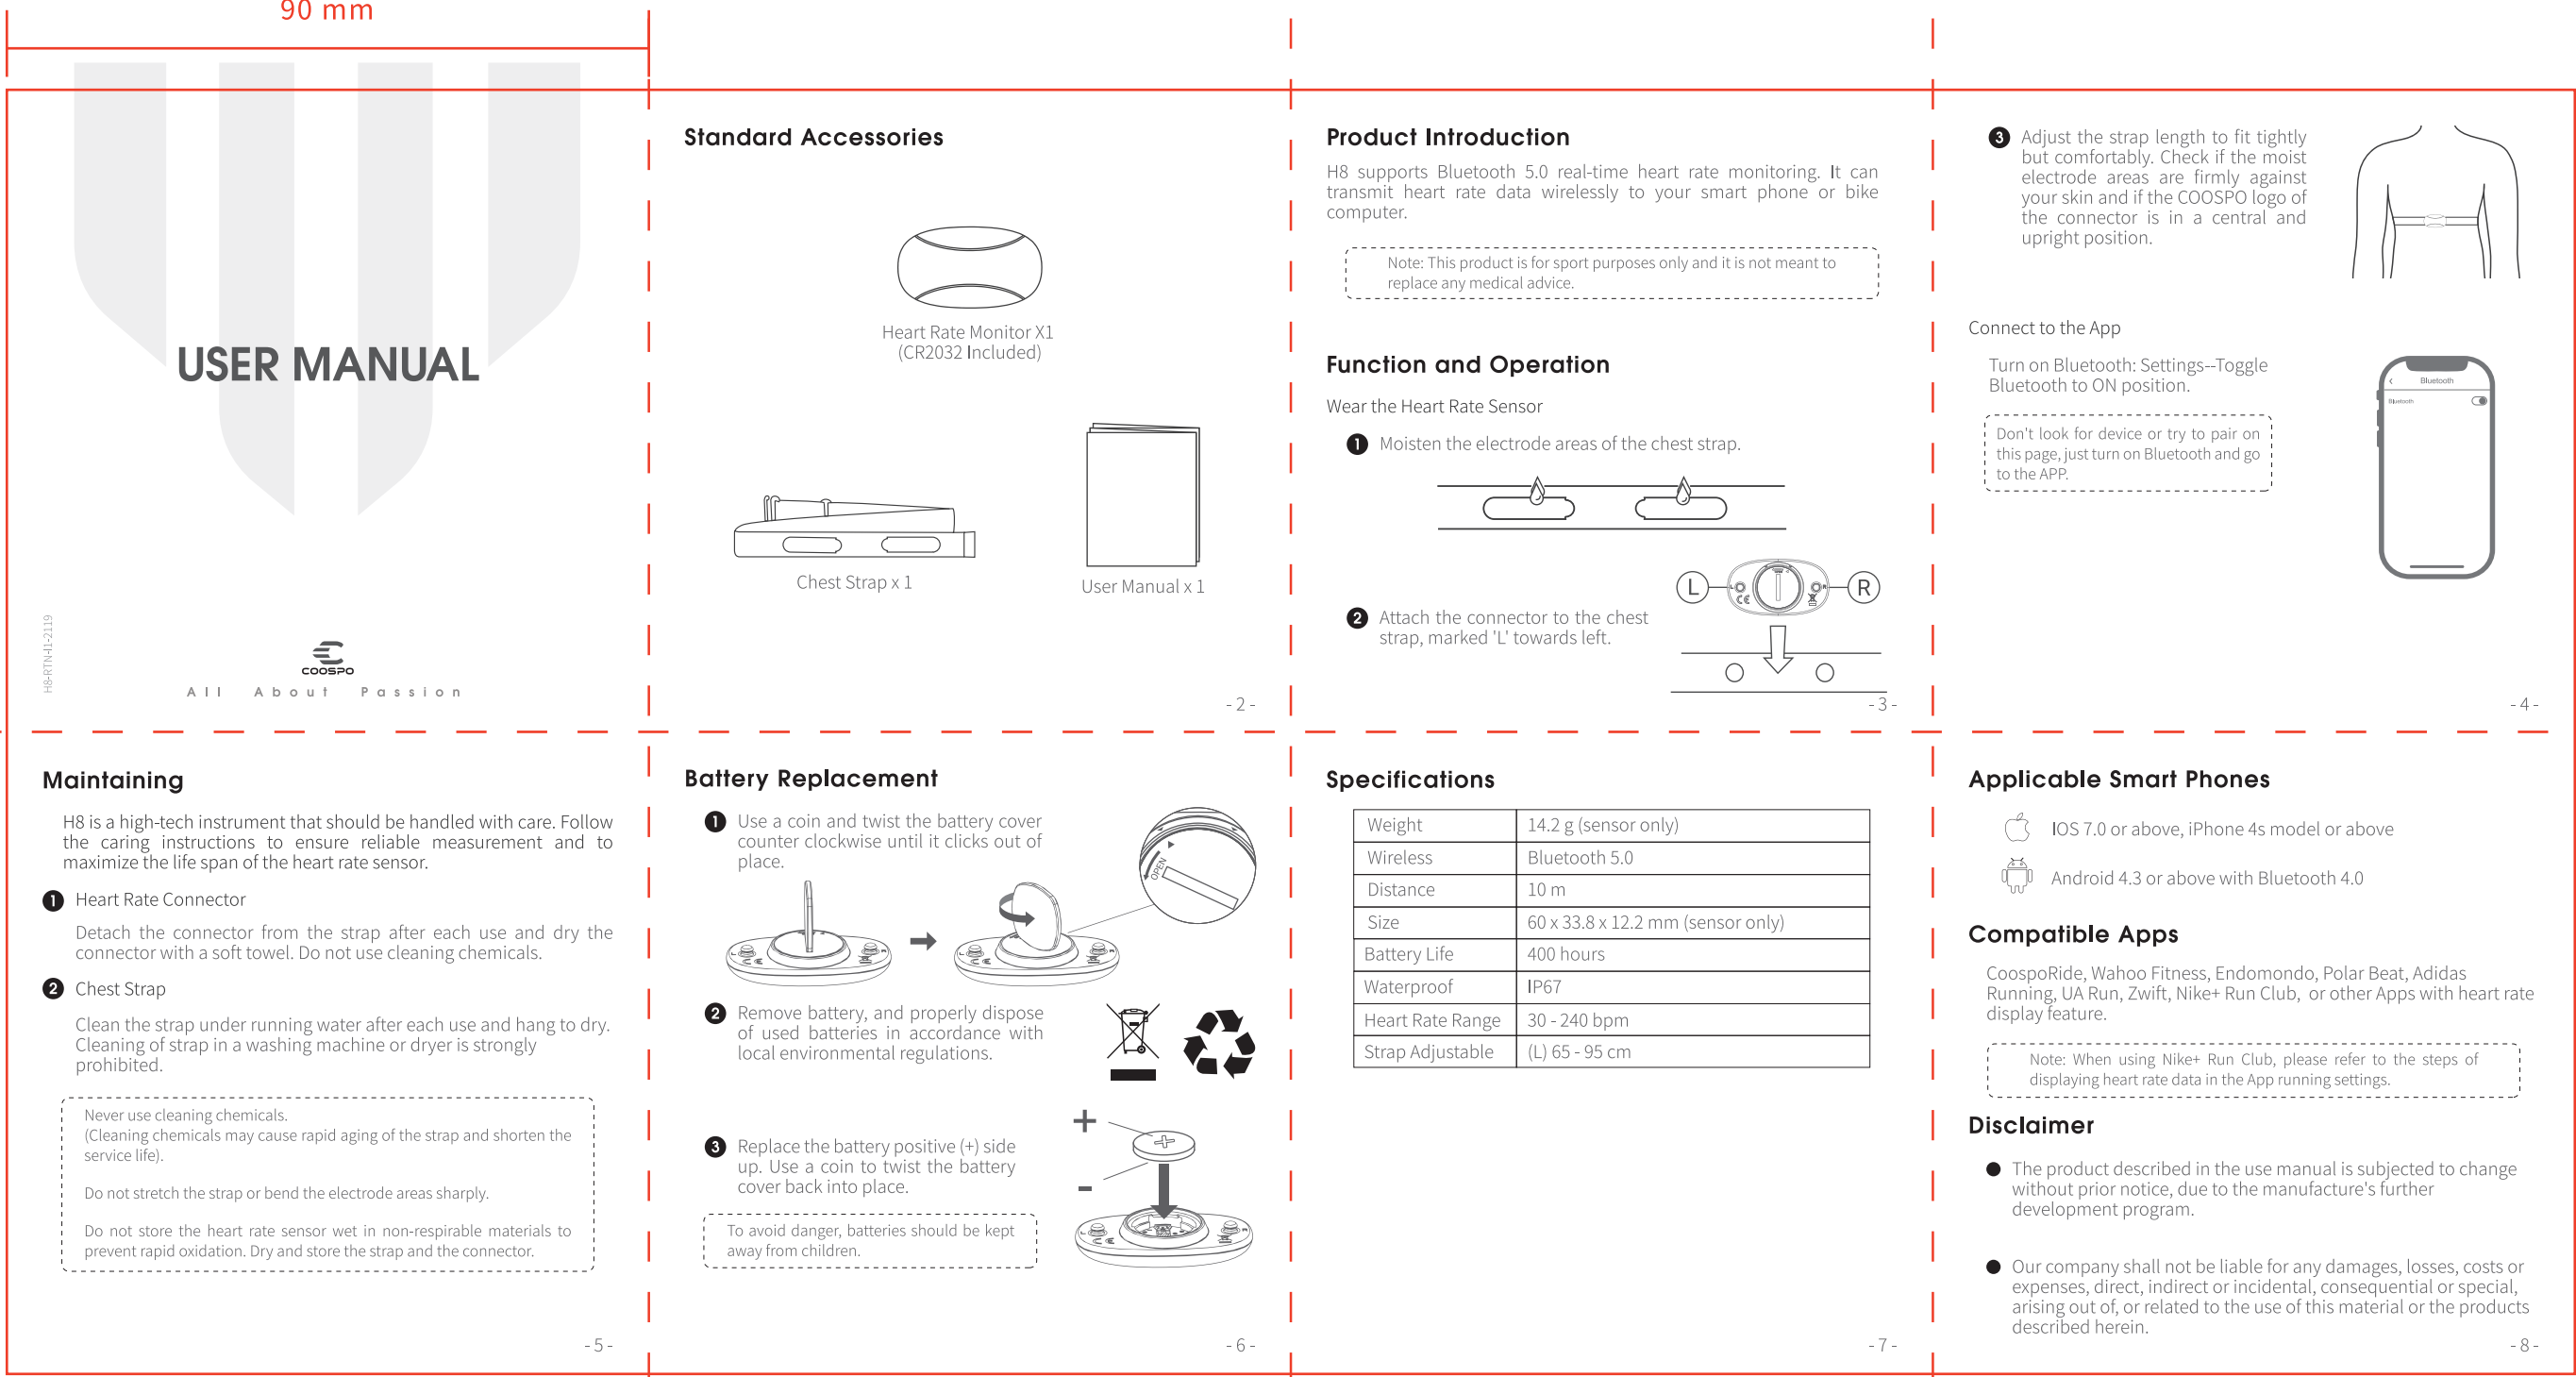 90 mm
USER MANUAL
H8-RTN-I1-2119
COOSPO
All About Passion
Standard Accessories
Heart Rate Monitor X1
(CR2032 Included)
Chest Strap x 1
User Manual x 1
- 2 -
Product Introduction
H8 supports Bluetooth 5.0 real-time heart rate monitoring. It can
transmit heart rate data wirelessly to your smart phone or bike
computer.
Note: This product is for sport purposes only and it is not meant to
replace any medical advice.
Function and Operation
Wear the Heart Rate Sensor
1 Moisten the electrode areas of the chest strap.
L
L
R
R
CE
2 Attach the connector to the chest
strap, marked 'L' towards left.
- 3 -
3 Adjust the strap length to fit tightly
but comfortably. Check if the moist
electrode areas are firmly against
your skin and if the COOSPO logo of
the connector is in a central and
upright position.
Connect to the App
Turn on Bluetooth: Settings--Toggle
Bluetooth to ON position.
Don't look for device or try to pair on
this page, just turn on Bluetooth and go
to the APP.
Bluetooth
Bluetooth
- 4 -
Maintaining
H8 is a high-tech instrument that should be handled with care. Follow
the caring instructions to ensure reliable measurement and to
maximize the life span of the heart rate sensor.
1 Heart Rate Connector
Detach the connector from the strap after each use and dry the
connector with a soft towel. Do not use cleaning chemicals.
2 Chest Strap
Clean the strap under running water after each use and hang to dry.
Cleaning of strap in a washing machine or dryer is strongly
prohibited.
Never use cleaning chemicals.
(Cleaning chemicals may cause rapid aging of the strap and shorten the
service life).
Do not stretch the strap or bend the electrode areas sharply.
Do not store the heart rate sensor wet in non-respirable materials to
prevent rapid oxidation. Dry and store the strap and the connector.
- 5 -
Battery Replacement
1 Use a coin and twist the battery cover
counter clockwise until it clicks out of
place.
OPEN
2 Remove battery, and properly dispose
of used batteries in accordance with
local environmental regulations.
3 Replace the battery positive (+) side
up. Use a coin to twist the battery
cover back into place.
+
-
To avoid danger, batteries should be kept
away from children.
- 6 -
Specifications
Weight 14.2 g (sensor only)
Wireless Bluetooth 5.0
Distance 10 m
Size 60 x 33.8 x 12.2 mm (sensor only)
Battery Life 400 hours
Waterproof IP67
Heart Rate Range 30 - 240 bpm
Strap Adjustable (L) 65 - 95 cm
- 7 -
Applicable Smart Phones
IOS 7.0 or above, iPhone 4s model or above
Android 4.3 or above with Bluetooth 4.0
Compatible Apps
CoospoRide, Wahoo Fitness, Endomondo, Polar Beat, Adidas
Running, UA Run, Zwift, Nike+ Run Club, or other Apps with heart rate
display feature.
Note: When using Nike+ Run Club, please refer to the steps of
displaying heart rate data in the App running settings.
Disclaimer
● The product described in the use manual is subjected to change
without prior notice, due to the manufacture's further
development program.
● Our company shall not be liable for any damages, losses, costs or
expenses, direct, indirect or incidental, consequential or special,
arising out of, or related to the use of this material or the products
described herein.
- 8 -